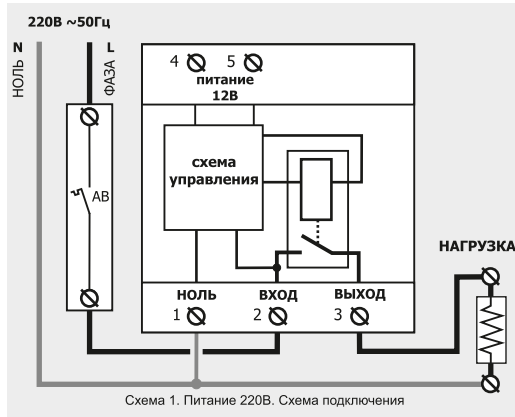 220В ~50Гц
N L
НОЛЬ
ФАЗА
4 5
питание
12В
схема
управления
АВ
НАГРУЗКА
НОЛЬ ВХОД ВЫХОД
1 2 3
Схема 1. Питание 220В. Схема подключения